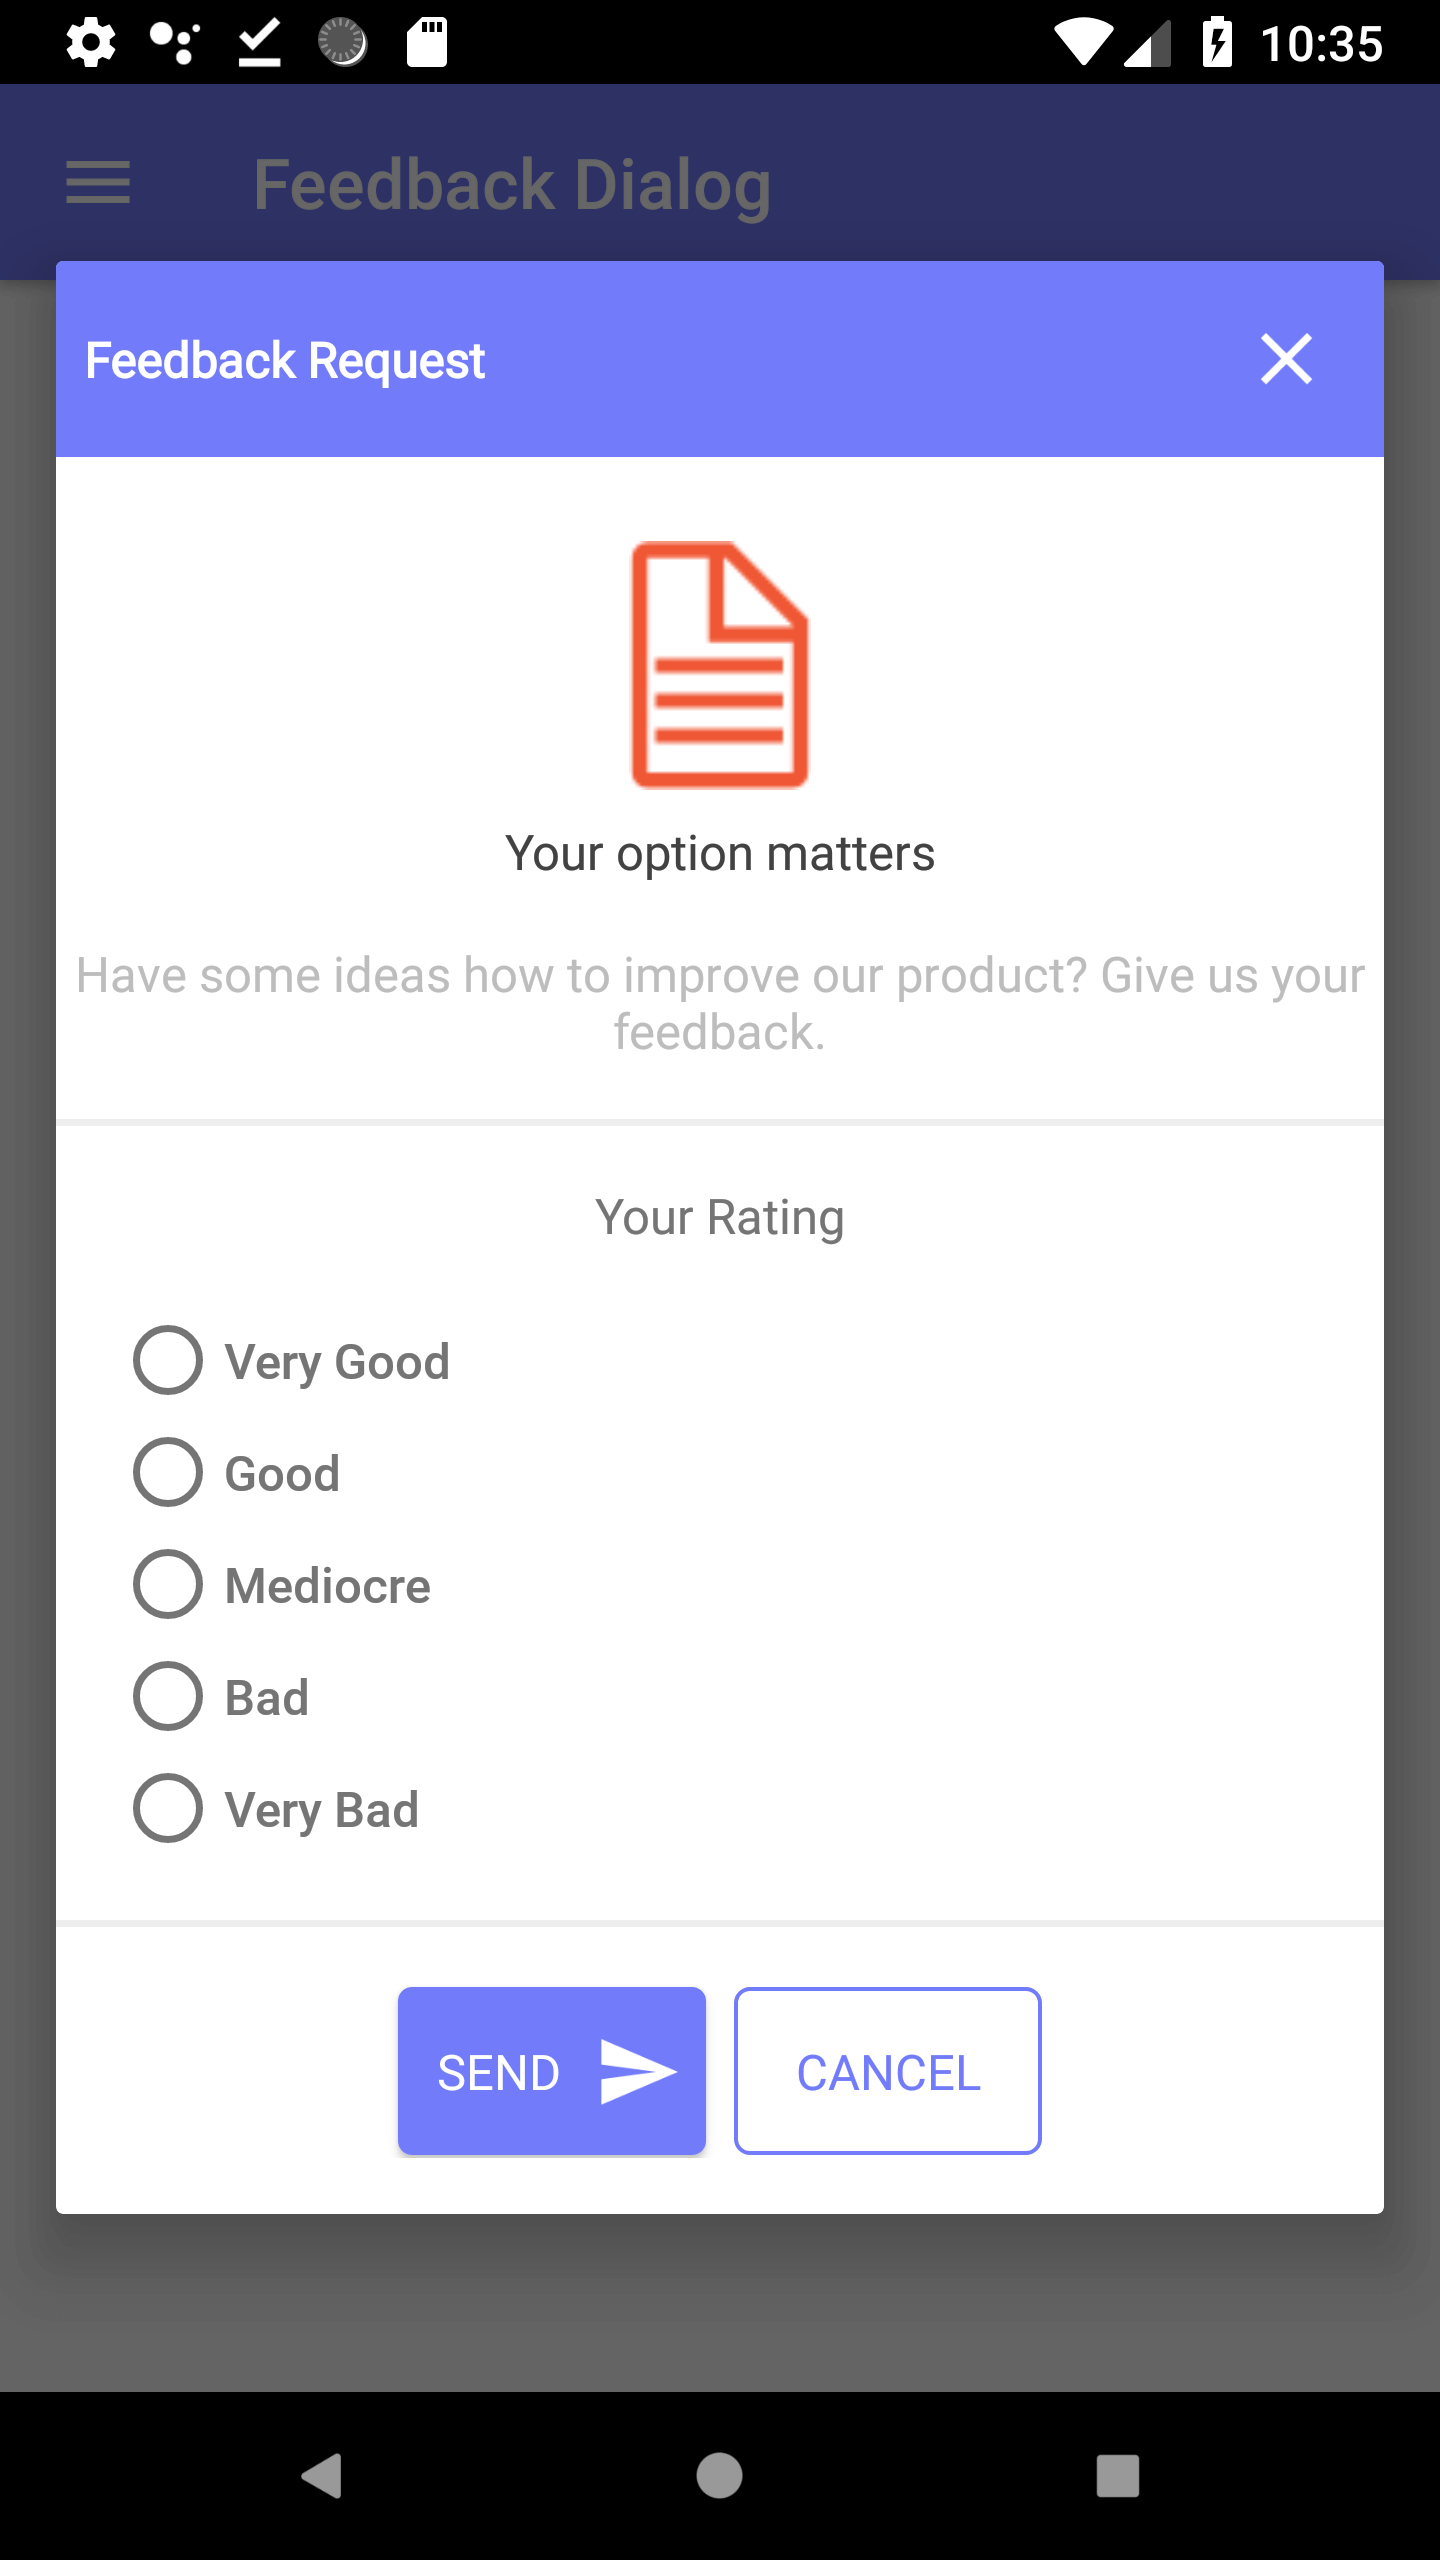 10:35
Feedback Dialog
Feedback Request
Your option matters
Have some ideas how to improve our product? Give us your
feedback.
Your Rating
Very Good
Good
Mediocre
Bad
Very Bad
SEND
CANCEL